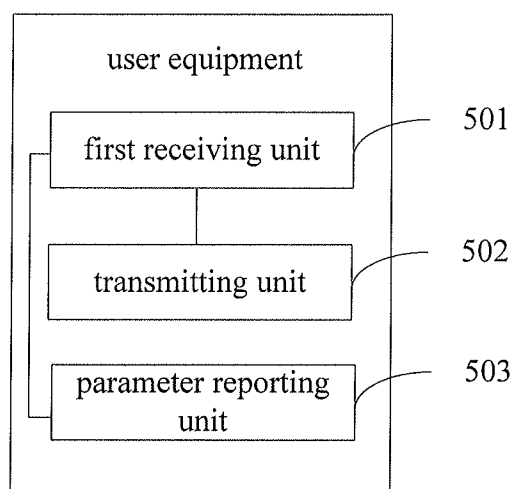 user equipment
first receiving unit
501
transmitting unit
502
parameter reporting
unit
503